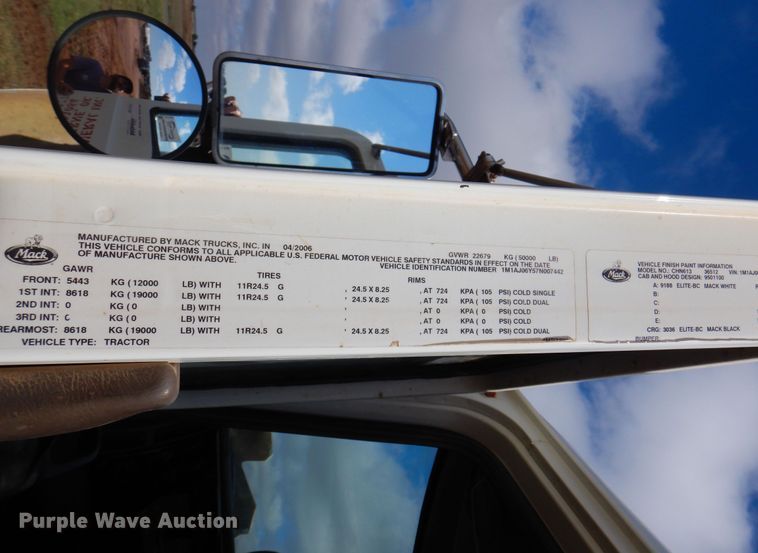 Mack
MANUFACTURED BY MACK TRUCKS, INC. IN 04/2006
GVWR 22679 KG ( 50000 LB)
THIS VEHICLE CONFORMS TO ALL APPLICABLE U.S. FEDERAL MOTOR VEHICLE SAFETY STANDARDS IN EFFECT ON THE DATE
OF MANUFACTURE SHOWN ABOVE. VEHICLE IDENTIFICATION NUMBER 1M1AJ06Y57N007442
GAWR TIRES RIMS
FRONT: 5443 KG (12000 LB) WITH 11R24.5 G , 24.5 X 8.25 , AT 724 KPA ( 105 PSI) COLD SINGLE
1ST INT: 8618 KG (19000 LB) WITH 11R24.5 G , 24.5 X 8.25 , AT 724 KPA ( 105 PSI) COLD DUAL
2ND INT: 0 KG ( 0 LB) WITH , , AT 0 KPA ( 0 PSI) COLD
3RD INT: KG ( 0 LB) WITH , , AT 0 KPA ( 0 PSI) COLD
REARMOST: 8618 KG (19000 LB) WITH 11R24.5 G , 24.5 X 8.25 , AT 724 KPA ( 105 PSI) COLD DUAL
VEHICLE TYPE: TRACTOR
Mack
VEHICLE FINISH PAINT INFORMATION
MODEL NO.: CHN613 36512 VIN: 1M1AJ0
CAB AND HOOD DESIGN: 9501100
A: 9188 ELITE-BC MACK WHITE
B:
C:
D:
E:
CRG: 3036 ELITE-BC MACK BLACK
BUMPER:
Purple Wave Auction